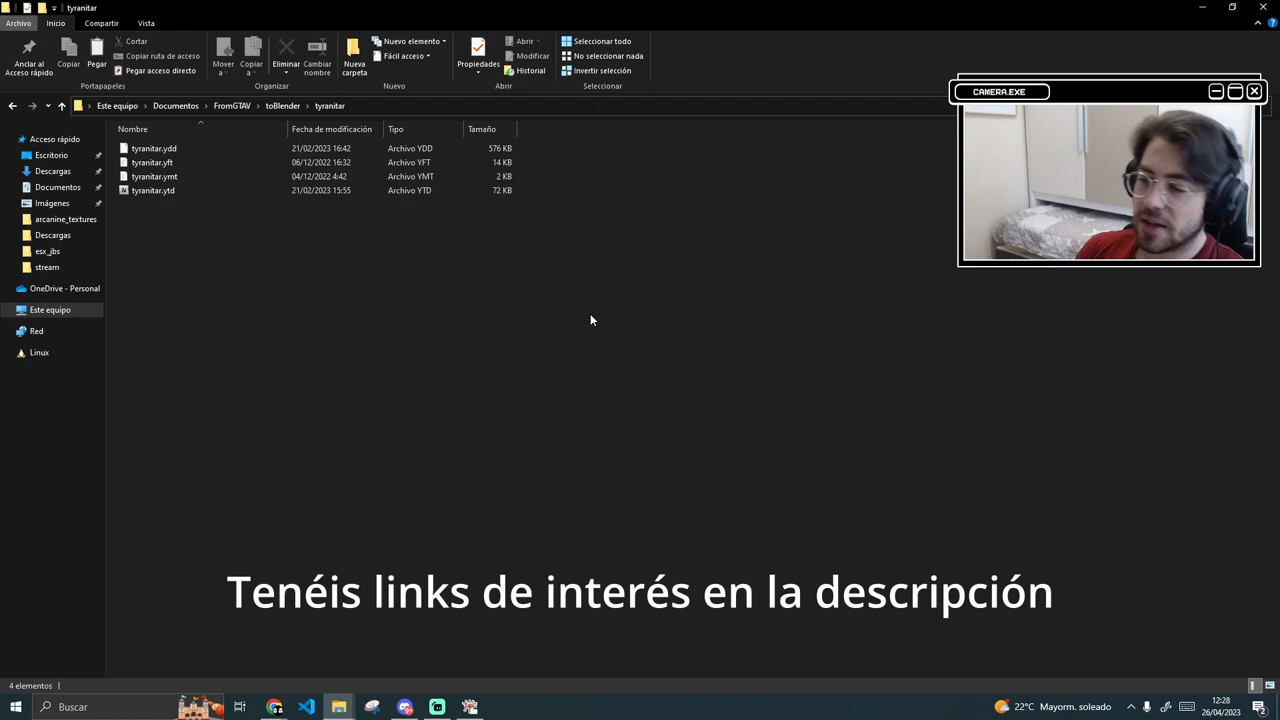 tyranitar
Archivo
Inicio
Compartir
Vista
Anclar al
Acceso rápido
Copiar
Pegar
Cortar
Copiar ruta de acceso
Pegar acceso directo
Portapapeles
Mover
a
Copiar
a
Eliminar
Cambiar
nombre
Organizar
Nueva
carpeta
Nuevo elemento
Fácil acceso
Nuevo
Propiedades
Abrir
Modificar
Historial
Abrir
Seleccionar todo
No seleccionar nada
Invertir selección
Seleccionar
Este equipo > Documentos > FromGTAV > toBlender > tyranitar
CAMERA.EXE
Nombre Fecha de modificación Tipo Tamaño
tyranitar.ydd 21/02/2023 16:42 Archivo YDD 576 KB
tyranitar.yft 06/12/2022 16:32 Archivo YFT 14 KB
tyranitar.ymt 04/12/2022 4:42 Archivo YMT 2 KB
tyranitar.ytd 21/02/2023 15:55 Archivo YTD 72 KB
Acceso rápido
Escritorio
Descargas
Documentos
Imágenes
arcanine_textures
Descargas
esx_jbs
stream
OneDrive - Personal
Este equipo
Red
Linux
Tenéis links de interés en la descripción
4 elementos
Buscar
22°C Mayorm. soleado
12:28
26/04/2023